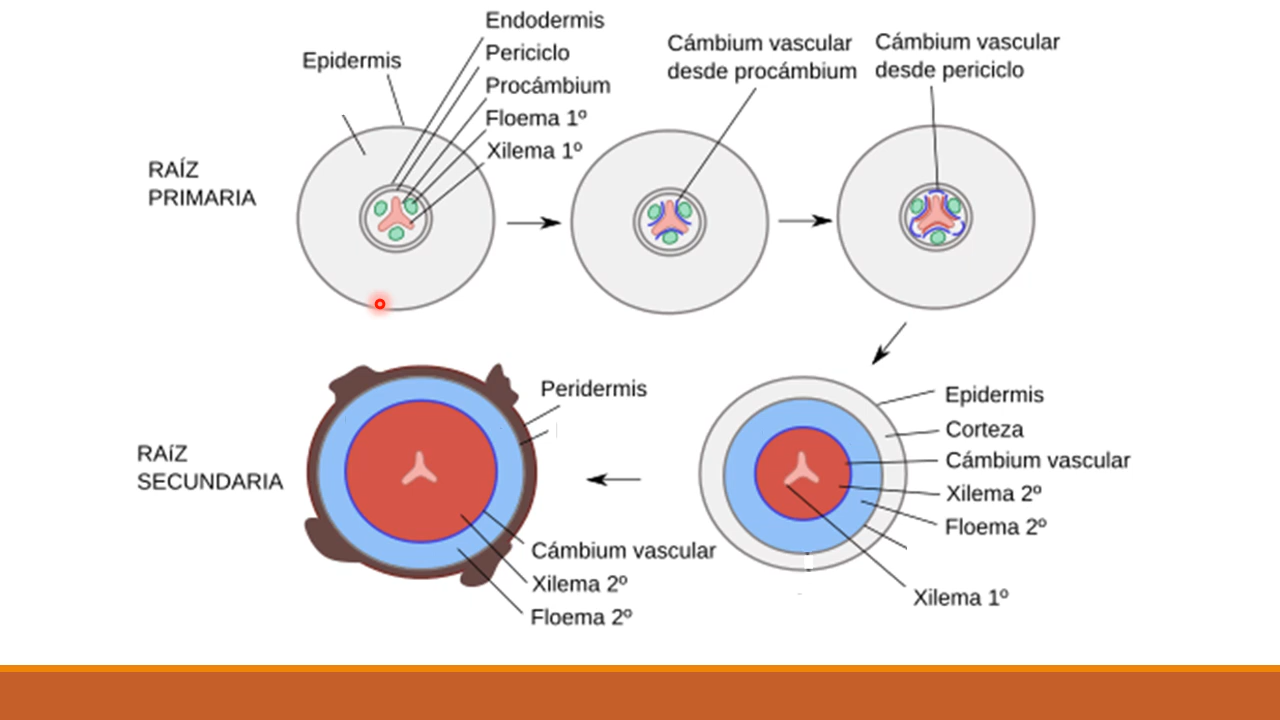 Endodermis
Periciclo
Procámbium
Floema 1º
Xilema 1º
Epidermis
RAÍZ
PRIMARIA
Cámbium vascular
desde procámbium
Cámbium vascular
desde periciclo
Epidermis
Corteza
Cámbium vascular
Xilema 2º
Floema 2º
Xilema 1º
RAíZ
SECUNDARIA
Peridermis
Cámbium vascular
Xilema 2º
Floema 2º